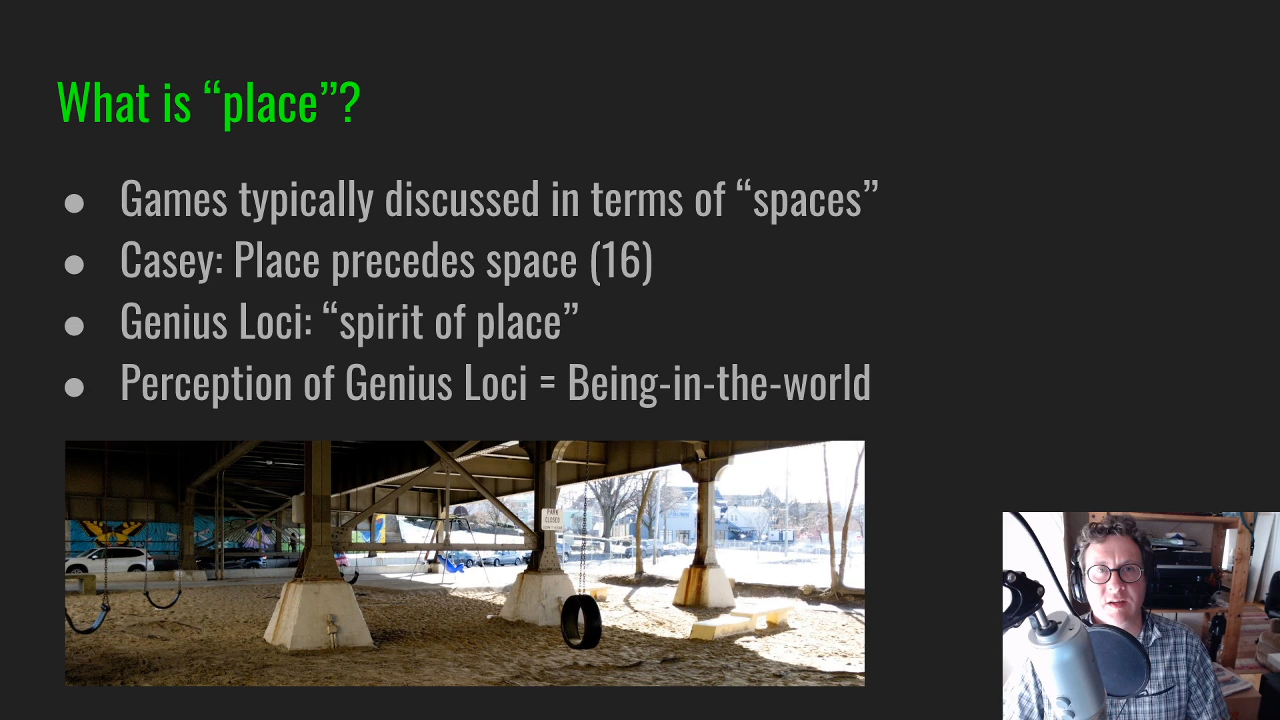 What is “place”?
● Games typically discussed in terms of “spaces”
● Casey: Place precedes space (16)
● Genius Loci: “spirit of place”
● Perception of Genius Loci = Being-in-the-world
PARK
CLOSED